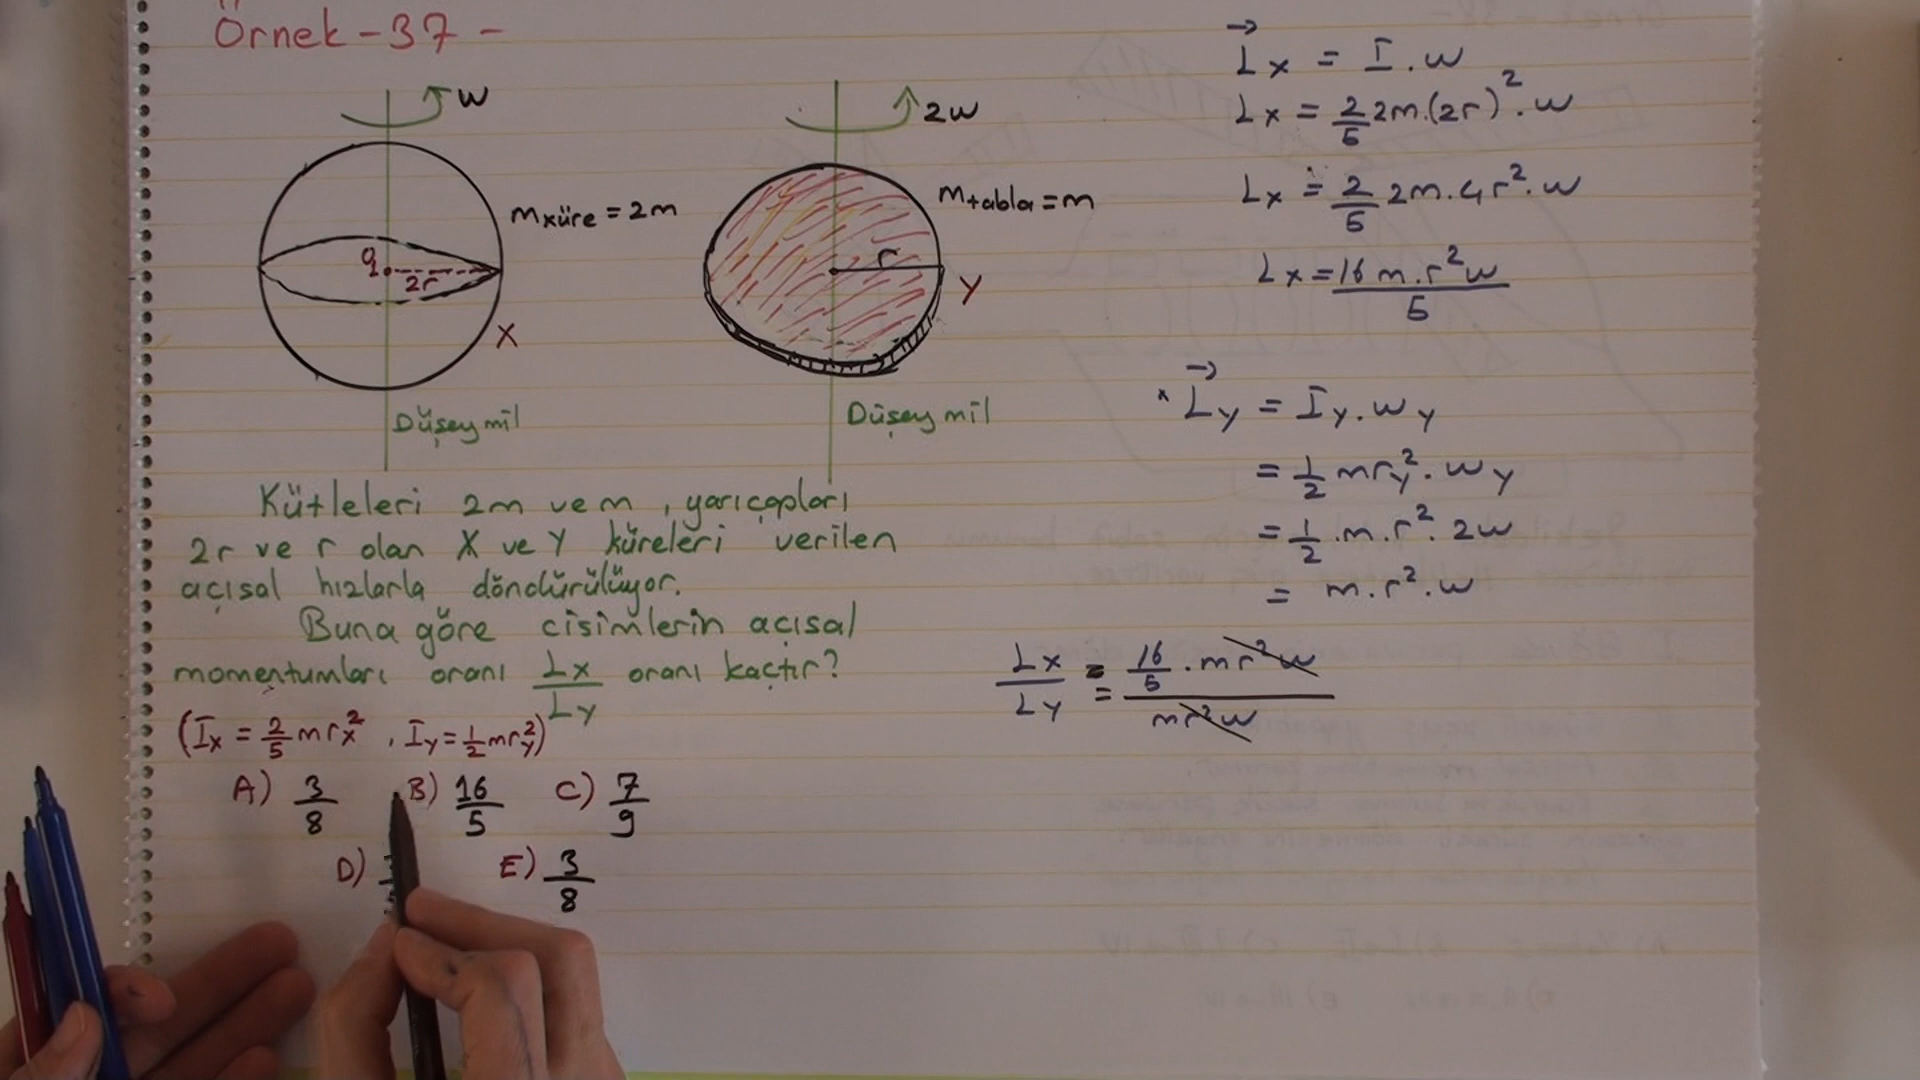 Örnek - 37 -
w
2w
mküre = 2m
mtabla = m
O
2r
r
X
Y
Düşey mil
Düşey mil
Kütleleri 2m ve m, yarıçapları
2r ve r olan X ve Y küreleri verilen
açısal hızlarla döndürülüyor.
Buna göre cisimlerin açısal
momentumları oranı Lx/Ly oranı kaçtır?
(Ix = 2/5 mrx², Iy = 1/2 mry²)
A) 3/8 B) 16/5 C) 7/9
D) E) 3/8
Lx = I.w
Lx = 2/5 2m.(2r)².w
Lx = 2/5 2m.4r².w
Lx = 16 m.r²w/5
* Ly = Iy.wy
= 1/2 mry².wy
= 1/2 .m.r².2w
= m.r².w
Lx/Ly = 16/5 .mr²w / mr²w